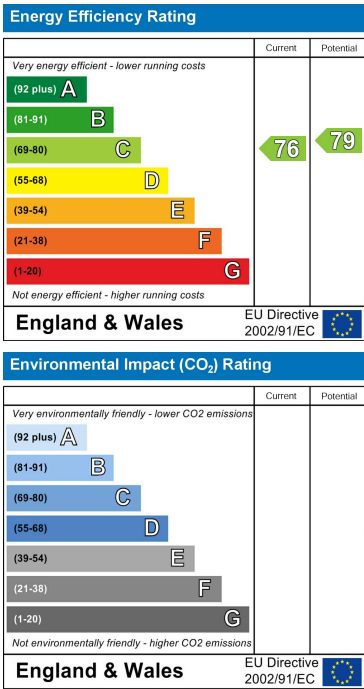 Energy Efficiency Rating
Current Potential
Very energy efficient - lower running costs
(92 plus) A
(81-91) B
(69-80) C
76 79
(55-68) D
(39-54) E
(21-38) F
(1-20) G
Not energy efficient - higher running costs
England & Wales
EU Directive
2002/91/EC
Environmental Impact (CO₂) Rating
Current Potential
Very environmentally friendly - lower CO2 emissions
(92 plus) A
(81-91) B
(69-80) C
(55-68) D
(39-54) E
(21-38) F
(1-20) G
Not environmentally friendly - higher CO2 emissions
England & Wales
EU Directive
2002/91/EC